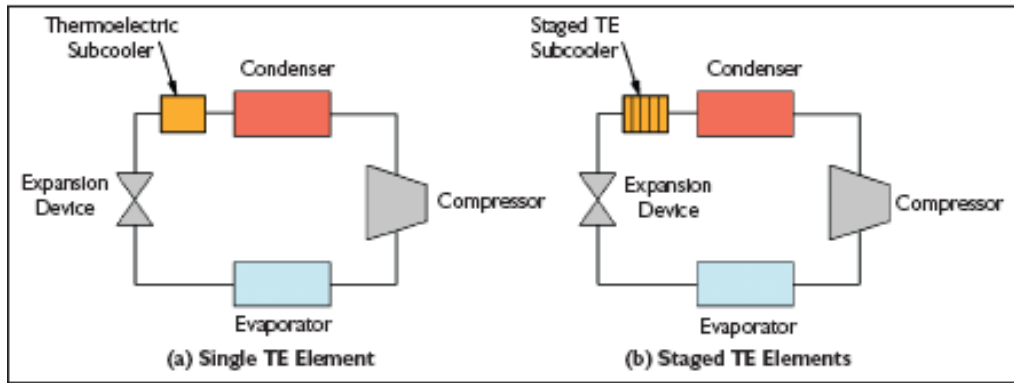 Thermoelectric
Subcooler
Condenser
Expansion
Device
Compressor
Evaporator
(a) Single TE Element
Staged TE
Subcooler
Condenser
Expansion
Device
Compressor
Evaporator
(b) Staged TE Elements